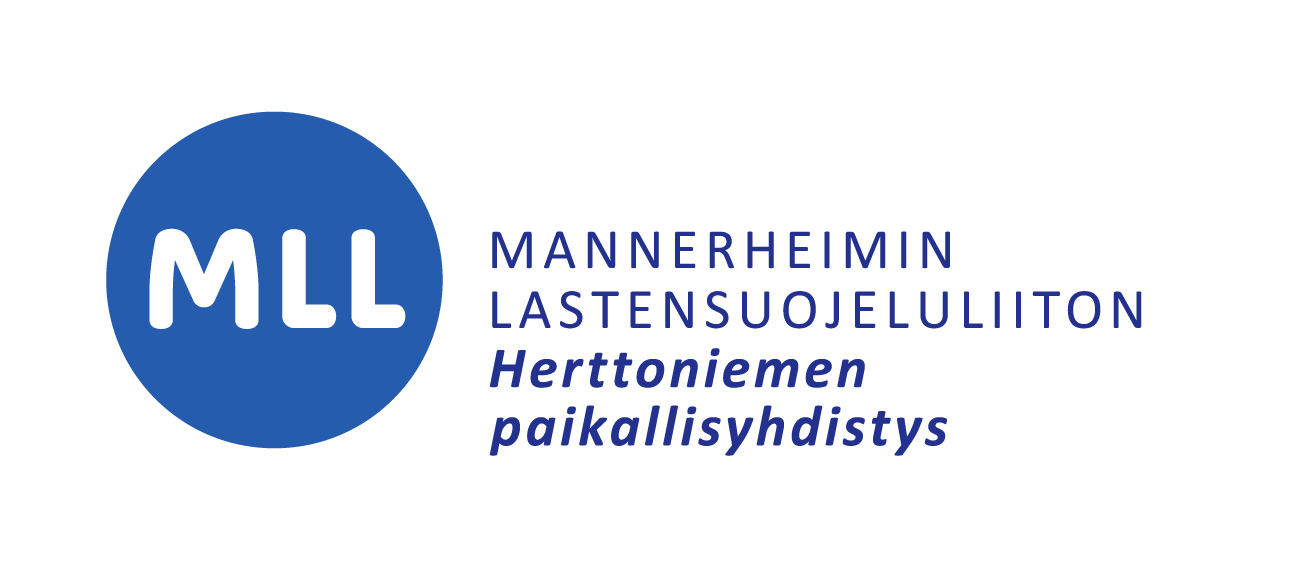 MLL
MANNERHEIMIN
LASTENSUOJELULIITON
Herttoniemen
paikallisyhdistys